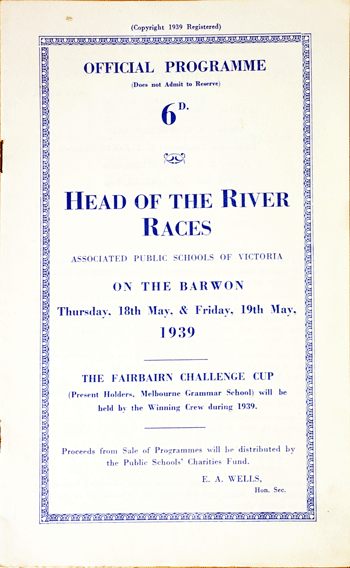 (Copyright 1939 Registered)
OFFICIAL PROGRAMME
(Does not Admit to Reserve)
6D.
HEAD OF THE RIVER
RACES
ASSOCIATED PUBLIC SCHOOLS OF VICTORIA
ON THE BARWON
Thursday, 18th May, & Friday, 19th May,
1939
THE FAIRBAIRN CHALLENGE CUP
(Present Holders, Melbourne Grammar School) will be
held by the Winning Crew during 1939.
Proceeds from Sale of Programmes will be distributed by
the Public Schools' Charities Fund.
E. A. WELLS,
Hon. Sec.